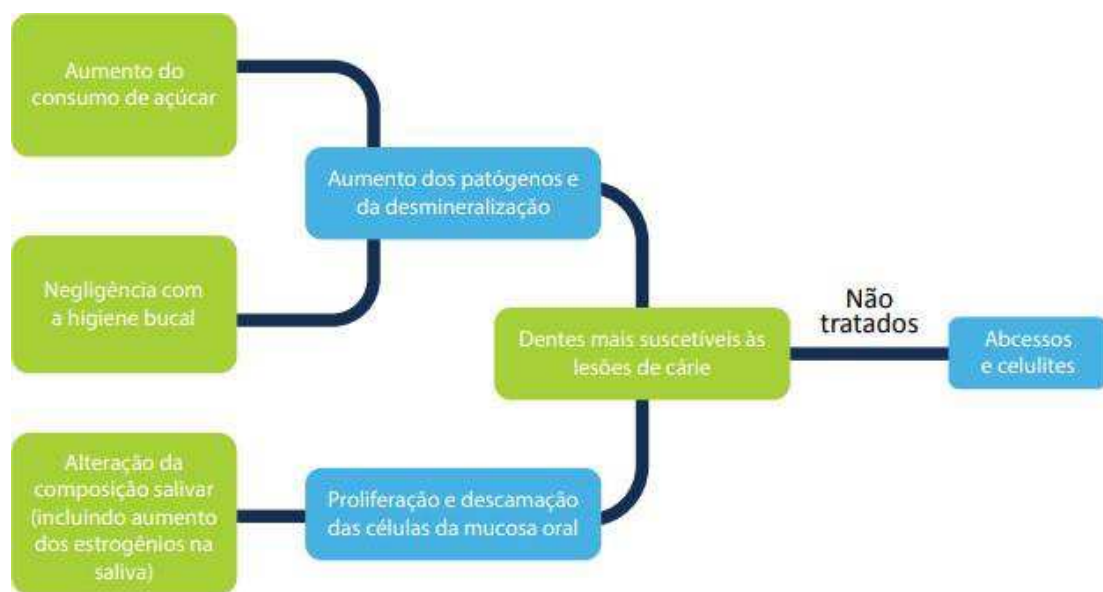 Aumento do
consumo de açúcar
Negligência com
a higiene bucal
Alteração da
composição salivar
(incluindo aumento
dos estrogênios na
saliva)
Aumento dos patógenos e
da desmineralização
Proliferação e descamação
das células da mucosa oral
Dentes mais suscetíveis às
lesões de cárie
Não
tratados
Abcessos
e celulites